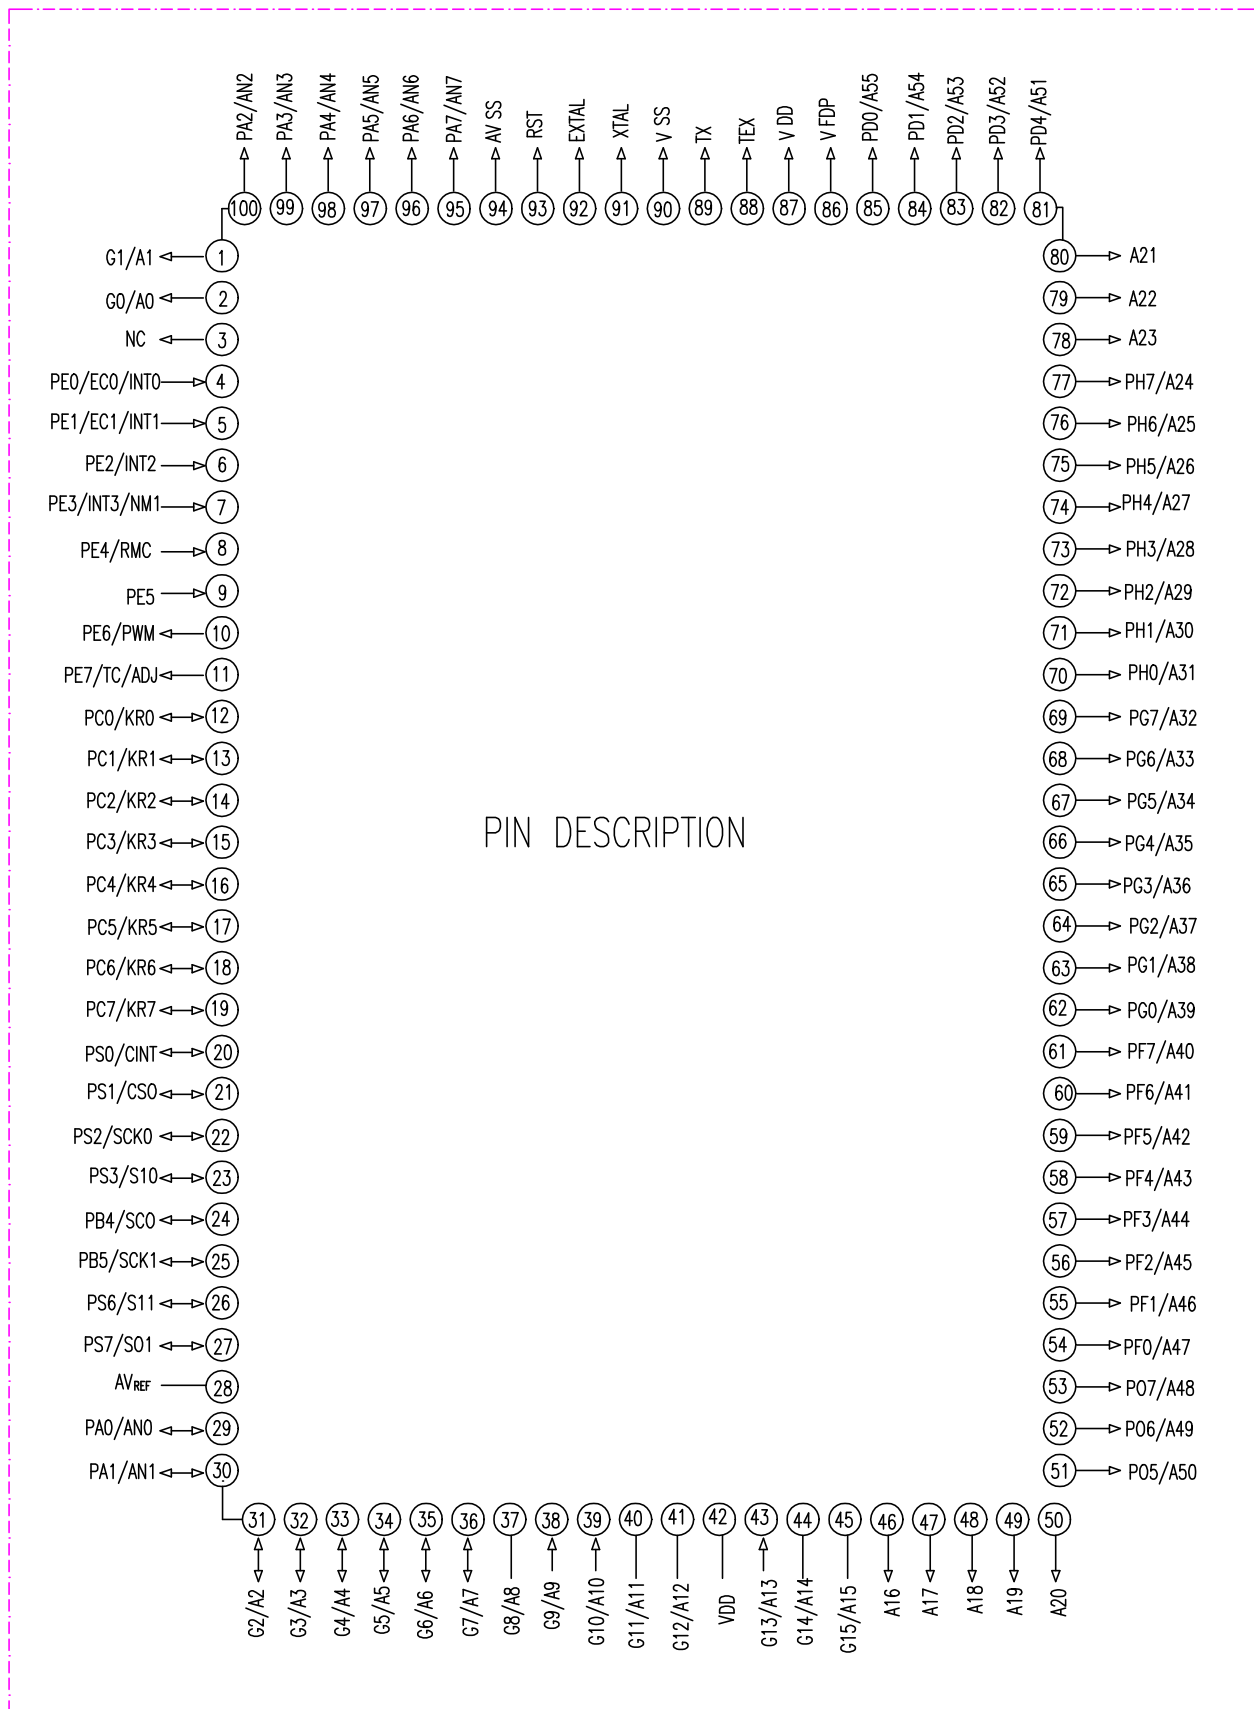 PA2/AN2
PA3/AN3
PA4/AN4
PA5/AN5
PA6/AN6
PA7/AN7
AV SS
RST
EXTAL
XTAL
V SS
TX
TEX
V DD
V FDP
PD0/A55
PD1/A54
PD2/A53
PD3/A52
PD4/A51
100 99 98 97 96 95 94 93 92 91 90 89 88 87 86 85 84 83 82 81
G1/A1 1 80 A21
G0/A0 2 79 A22
NC 3 78 A23
PE0/EC0/INT0 4 77 PH7/A24
PE1/EC1/INT1 5 76 PH6/A25
PE2/INT2 6 75 PH5/A26
PE3/INT3/NM1 7 74 PH4/A27
PE4/RMC 8 73 PH3/A28
PE5 9 72 PH2/A29
PE6/PWM 10 71 PH1/A30
PE7/TC/ADJ 11 70 PH0/A31
PC0/KR0 12 69 PG7/A32
PC1/KR1 13 68 PG6/A33
PC2/KR2 14 67 PG5/A34
PC3/KR3 15 66 PG4/A35
PIN DESCRIPTION
PC4/KR4 16 65 PG3/A36
PC5/KR5 17 64 PG2/A37
PC6/KR6 18 63 PG1/A38
PC7/KR7 19 62 PG0/A39
PS0/CINT 20 61 PF7/A40
PS1/CS0 21 60 PF6/A41
PS2/SCK0 22 59 PF5/A42
PS3/S10 23 58 PF4/A43
PB4/SC0 24 57 PF3/A44
PB5/SCK1 25 56 PF2/A45
PS6/S11 26 55 PF1/A46
PS7/SO1 27 54 PF0/A47
AVREF 28 53 PO7/A48
PA0/AN0 29 52 PO6/A49
PA1/AN1 30 51 PO5/A50
31 32 33 34 35 36 37 38 39 40 41 42 43 44 45 46 47 48 49 50
G2/A2
G3/A3
G4/A4
G5/A5
G6/A6
G7/A7
G8/A8
G9/A9
G10/A10
G11/A11
G12/A12
VDD
G13/A13
G14/A14
G15/A15
A16
A17
A18
A19
A20